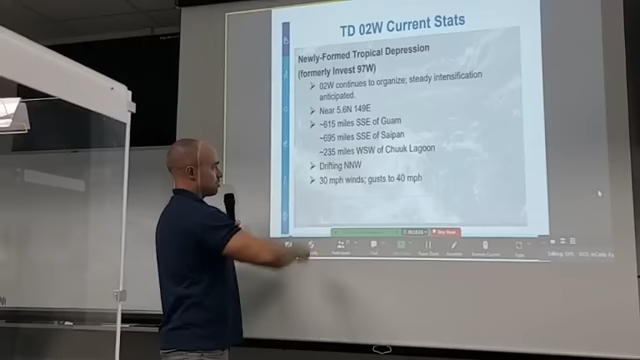 TD 02W Current Stats
Newly-Formed Tropical Depression
(formerly Invest 97W)
02W continues to organize; steady intensification
anticipated.
Near 5.6N 149E
~615 miles SSE of Guam
~695 miles SSE of Saipan
~235 miles WSW of Chuuk Lagoon
Drifting NNW
30 mph winds; gusts to 40 mph